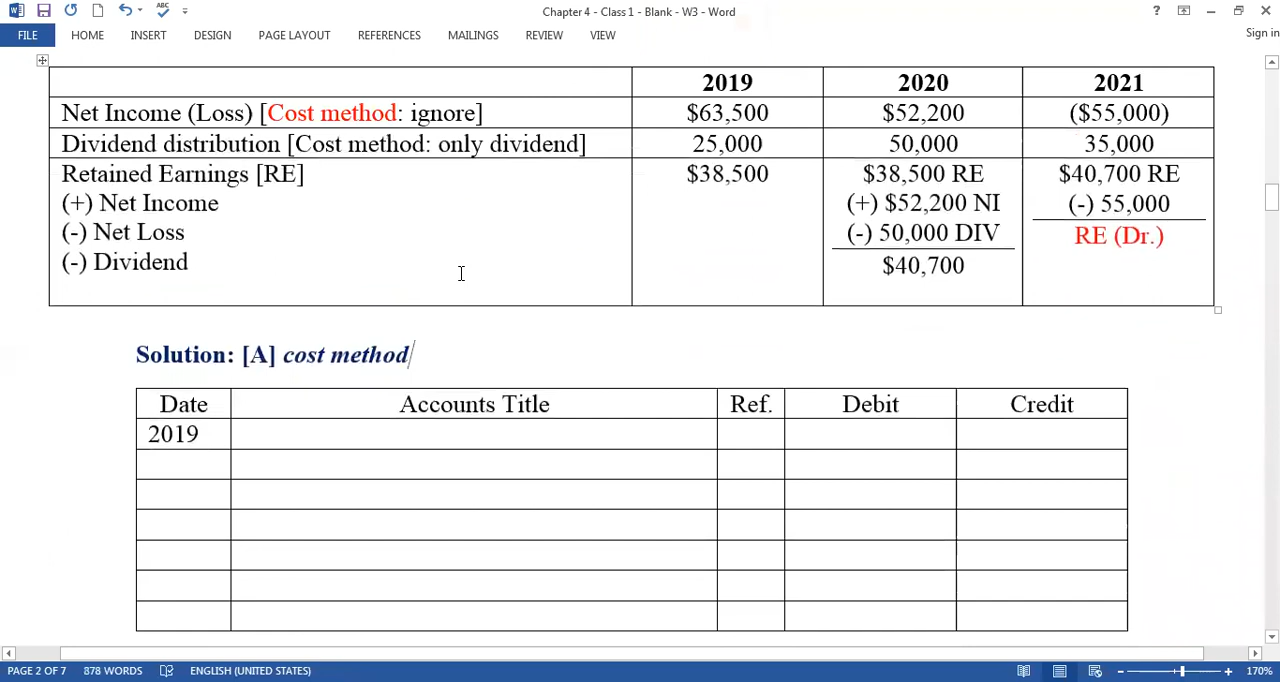 Chapter 4 - Class 1 - Blank - W3 - Word
?
Sign in
FILE HOME INSERT DESIGN PAGE LAYOUT REFERENCES MAILINGS REVIEW VIEW
2019 2020 2021
Net Income (Loss) [Cost method: ignore] $63,500 $52,200 ($55,000)
Dividend distribution [Cost method: only dividend] 25,000 50,000 35,000
Retained Earnings [RE] $38,500 $38,500 RE $40,700 RE
(+) Net Income (+) $52,200 NI (-) 55,000
(-) Net Loss (-) 50,000 DIV RE (Dr.)
(-) Dividend $40,700
Solution: [A] cost method
Date Accounts Title Ref. Debit Credit
2019
PAGE 2 OF 7 878 WORDS ENGLISH (UNITED STATES) 170%